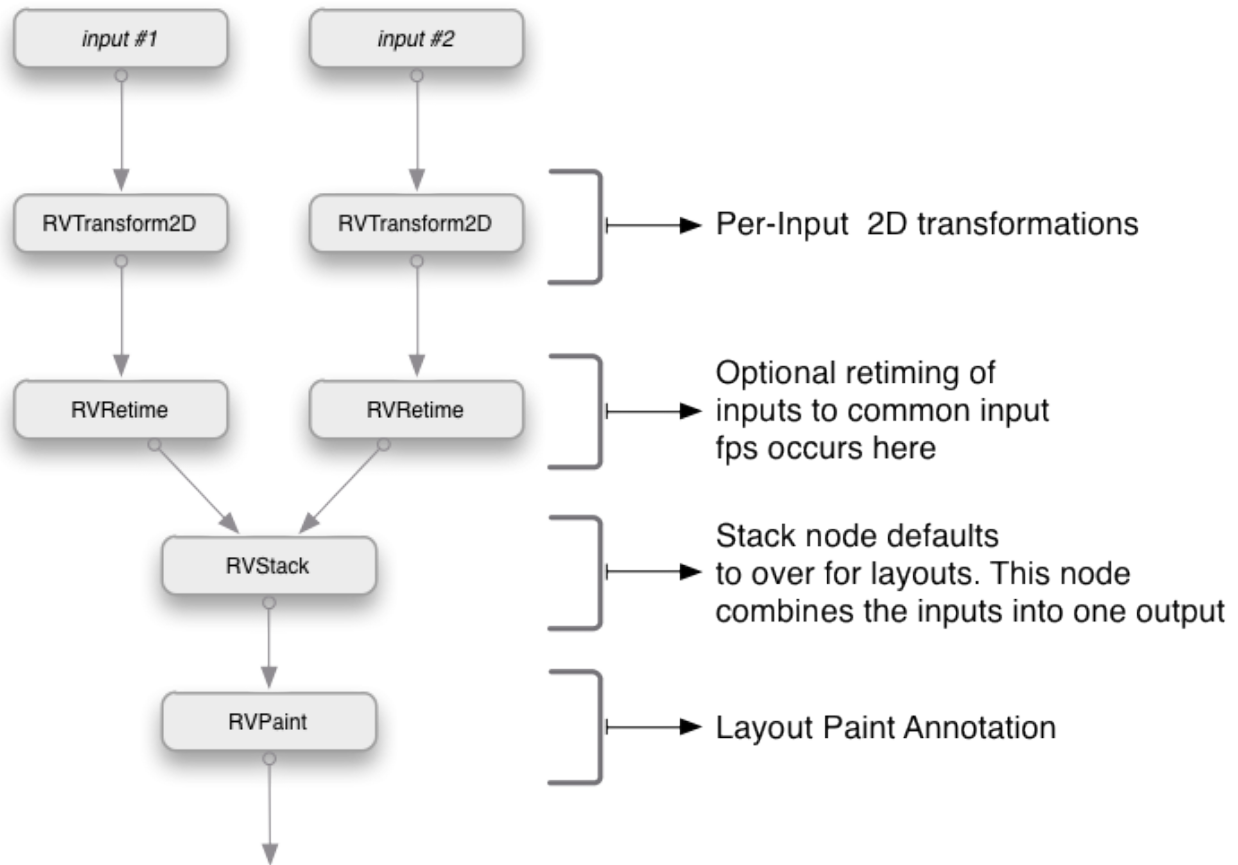 input #1
input #2
RVTransform2D
RVTransform2D
Per-Input 2D transformations
RVRetime
RVRetime
Optional retiming of
inputs to common input
fps occurs here
RVStack
Stack node defaults
to over for layouts. This node
combines the inputs into one output
RVPaint
Layout Paint Annotation